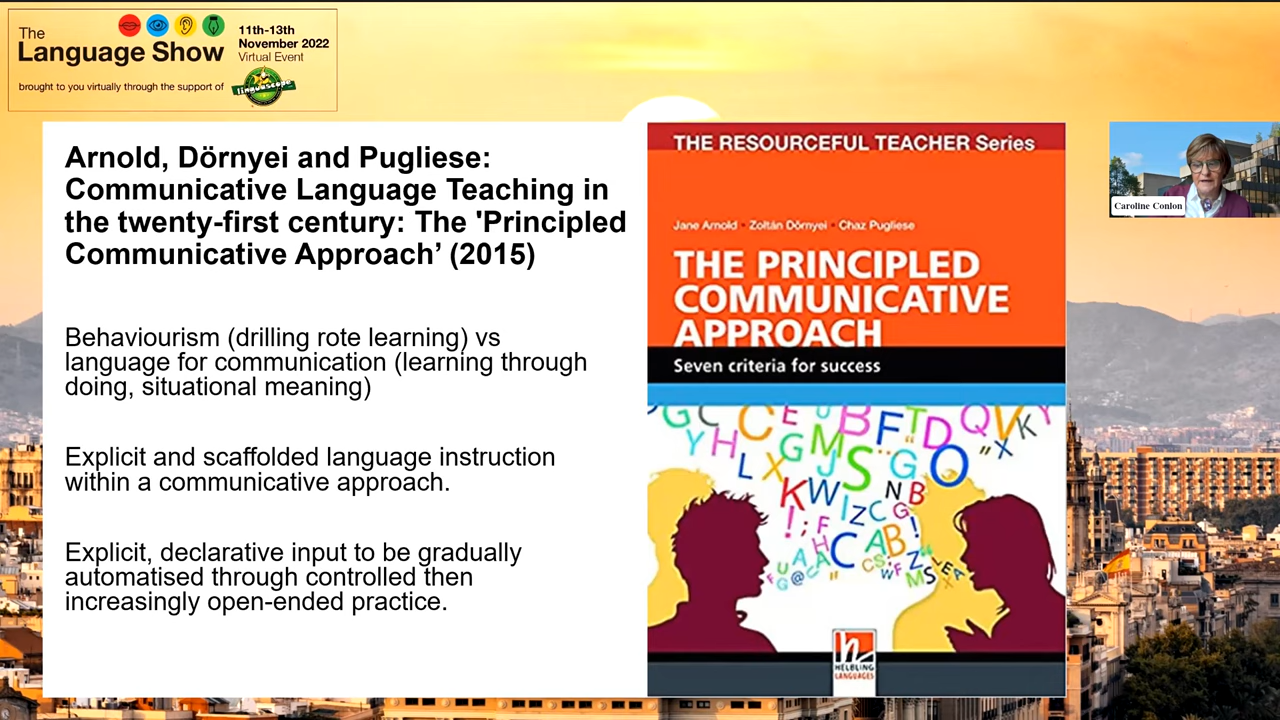 The
Language Show
11th-13th
November 2022
Virtual Event
brought to you virtually through the support of
linguascope
Arnold, Dörnyei and Pugliese:
Communicative Language Teaching in
the twenty-first century: The 'Principled
Communicative Approach’ (2015)
Behaviourism (drilling rote learning) vs
language for communication (learning through
doing, situational meaning)
Explicit and scaffolded language instruction
within a communicative approach.
Explicit, declarative input to be gradually
automatised through controlled then
increasingly open-ended practice.
THE RESOURCEFUL TEACHER Series
Jane Arnold • Zoltán Dörnyei • Chaz Pugliese
THE PRINCIPLED
COMMUNICATIVE
APPROACH
Seven criteria for success
HELBLING
LANGUAGES
Caroline Conlon